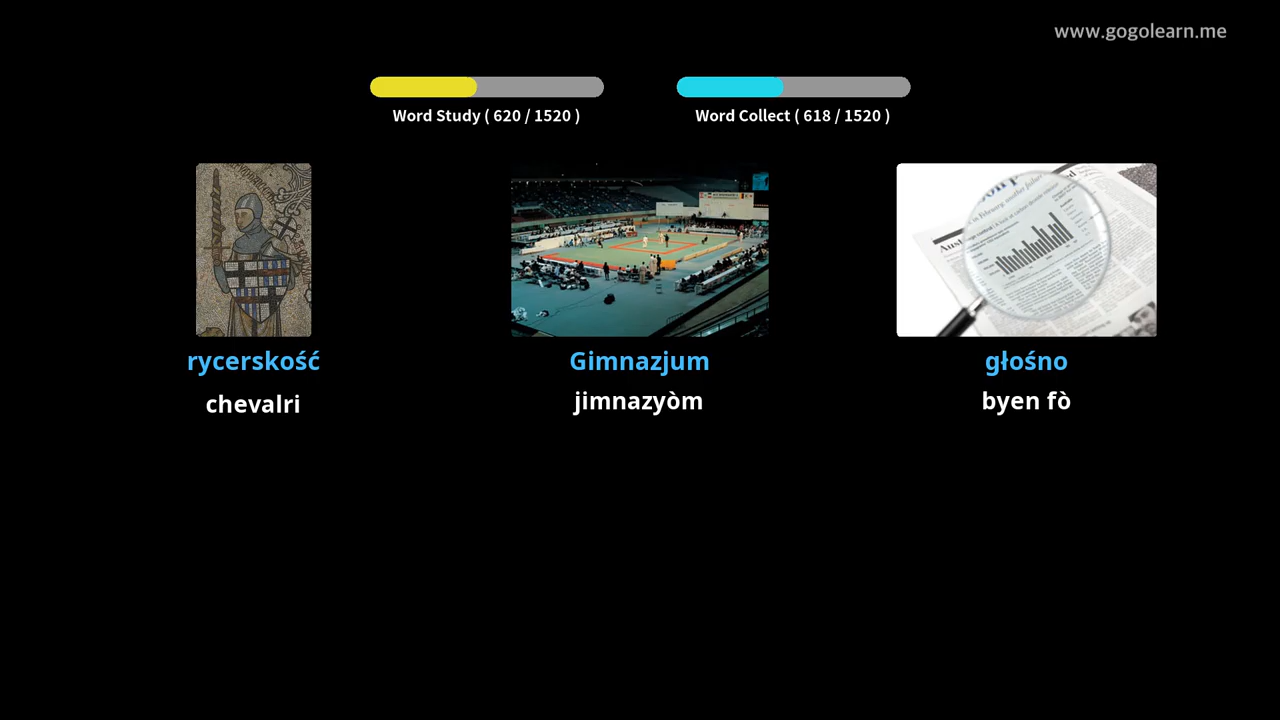 www.gogolearn.me
Word Study ( 620 / 1520 )
Word Collect ( 618 / 1520 )
rycerskość
Gimnazjum
głośno
chevalri
jimnazyòm
byen fò